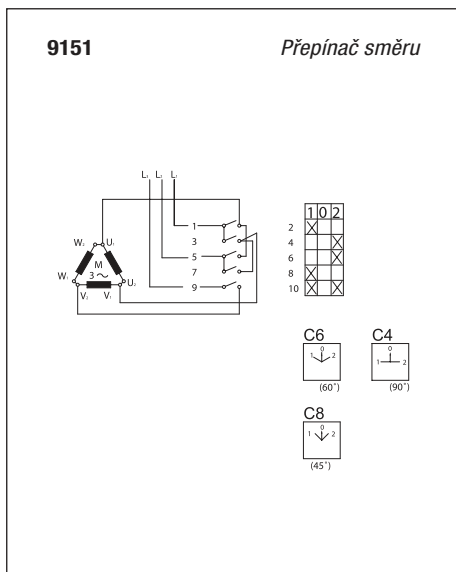 9151 Přepínač směru
L₃ L₂ L₁
1 0 2
1 2 X
3 4 X
W₂ U₁
5 6 X
M
3 ~
7 8 X
W₁ U₂
9 10 X X
V₂ V₁
C6 C4
0 0
1 2 1 2
(60°) (90°)
C8
0
1 2
(45°)